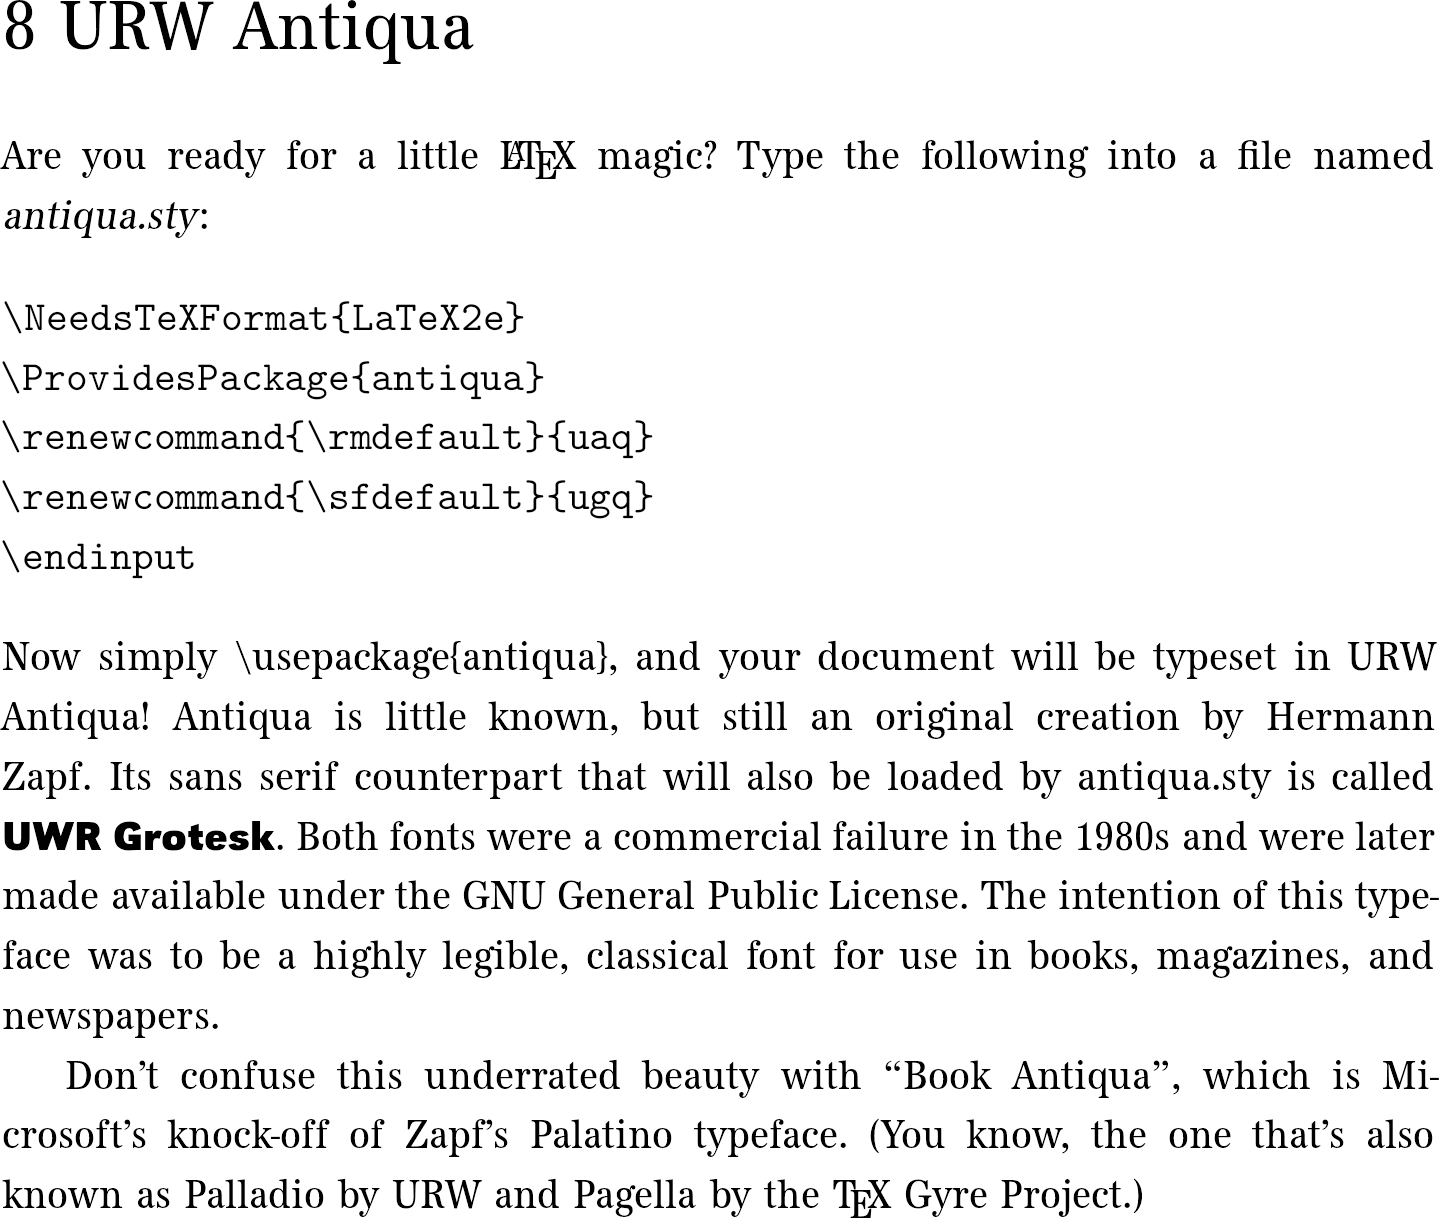 8 URW Antiqua
Are you ready for a little LATEX magic? Type the following into a file named
antiqua.sty:
\NeedsTeXFormat{LaTeX2e}
\ProvidesPackage{antiqua}
\renewcommand{\rmdefault}{uaq}
\renewcommand{\sfdefault}{ugq}
\endinput
Now simply \usepackage{antiqua}, and your document will be typeset in URW
Antiqua! Antiqua is little known, but still an original creation by Hermann
Zapf. Its sans serif counterpart that will also be loaded by antiqua.sty is called
UWR Grotesk. Both fonts were a commercial failure in the 1980s and were later
made available under the GNU General Public License. The intention of this type-
face was to be a highly legible, classical font for use in books, magazines, and
newspapers.
Don’t confuse this underrated beauty with “Book Antiqua”, which is Mi-
crosoft’s knock-off of Zapf’s Palatino typeface. (You know, the one that’s also
known as Palladio by URW and Pagella by the TEX Gyre Project.)